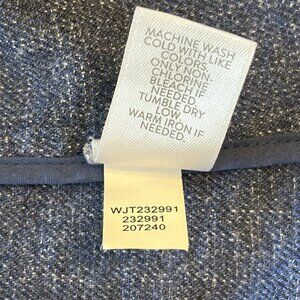 MACHINE WASH
COLD WITH LIKE
COLORS
ONLY NON-
CHLORINE
BLEACH IF
NEEDED
TUMBLE DRY
LOW
WARM IRON IF
NEEDED.
WJT232991
232991
207240